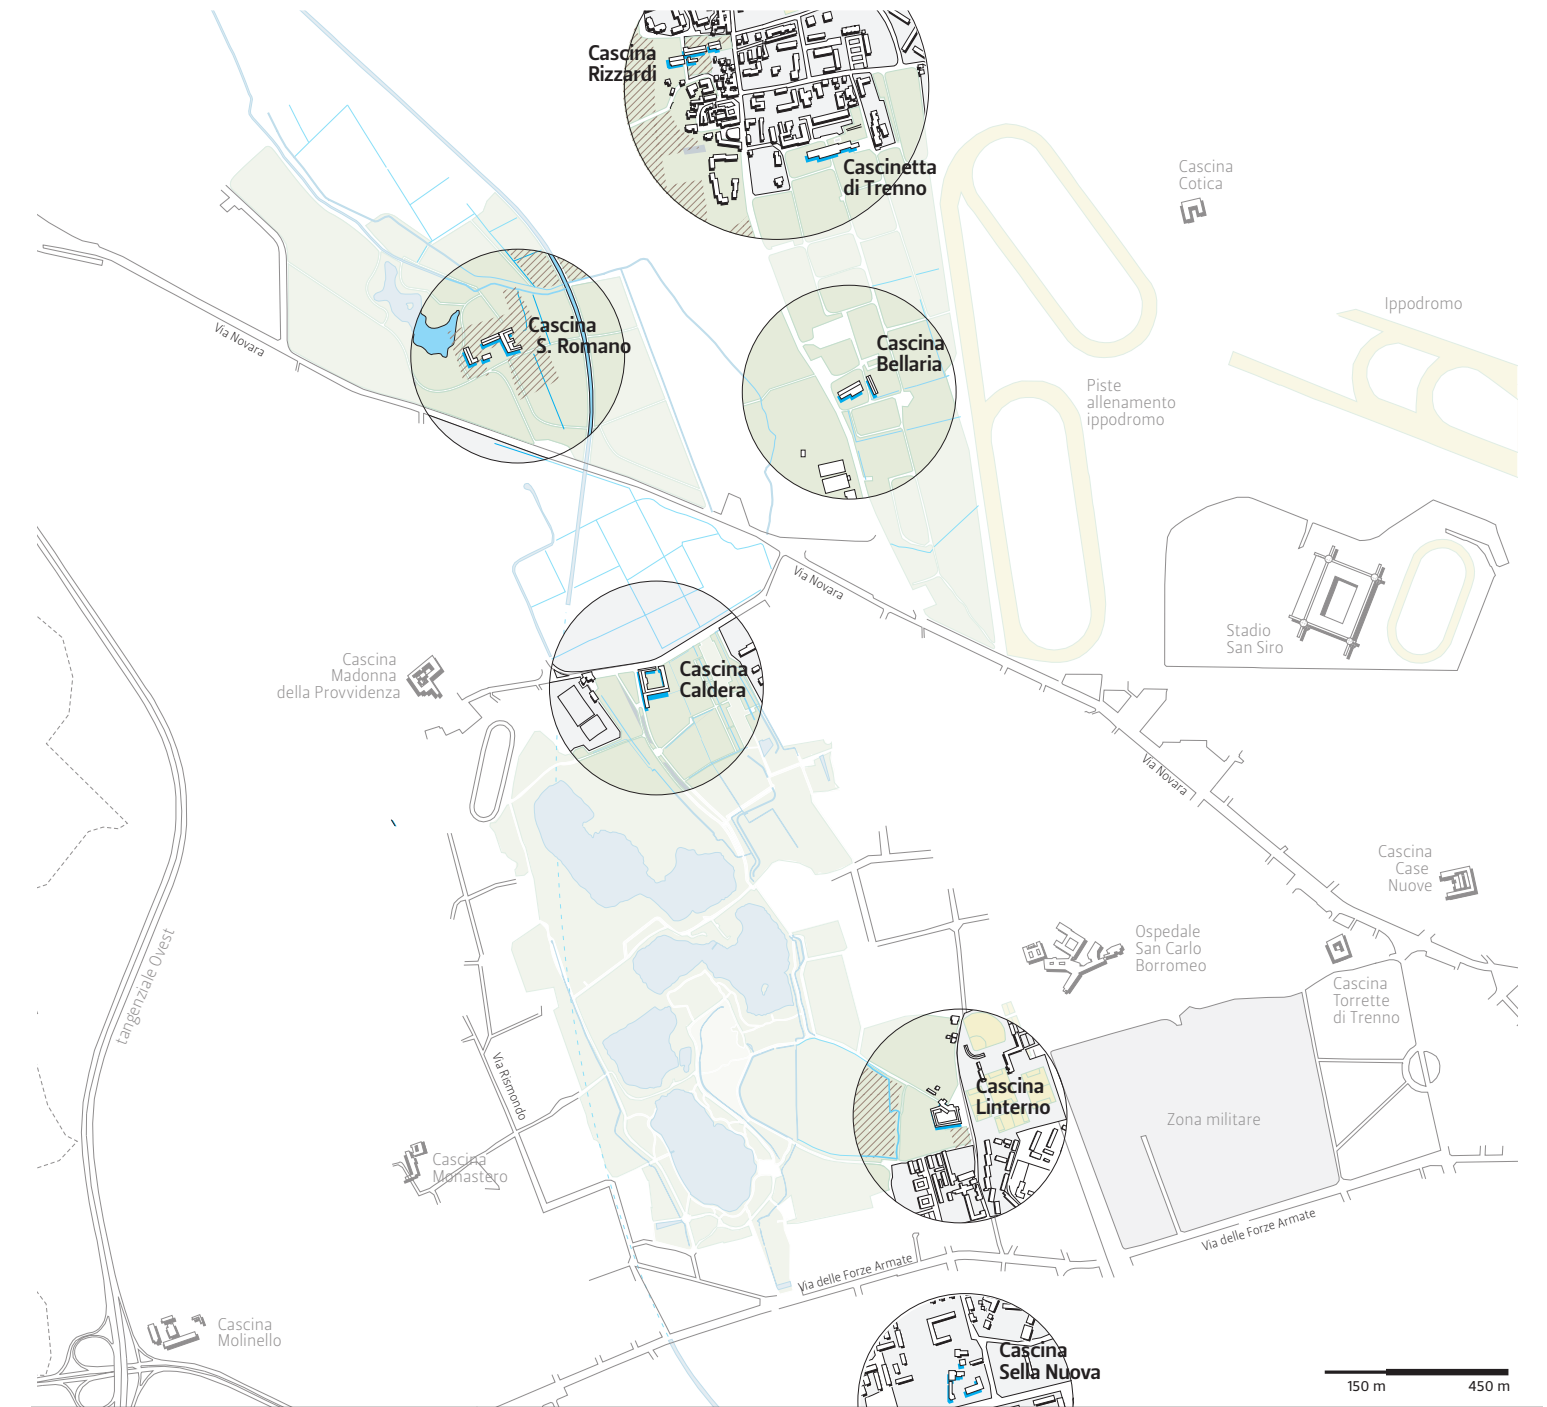 Cascina
Rizzardi
Cascinetta
di Trenno
Cascina
Cotica
Ippodromo
Cascina
S. Romano
Via Novara
Cascina
Bellaria
Piste
allenamento
ippodromo
Via Novara
Stadio
San Siro
Cascina
Madonna
della Provvidenza
Cascina
Caldera
Via Novara
Cascina
Case
Nuove
Ospedale
San Carlo
Borromeo
tangenziale Ovest
Cascina
Torrette
di Trenno
Via Rismondo
Cascina
Linterno
Zona militare
Cascina
Monastero
Via delle Forze Armate
Via delle Forze Armate
Cascina
Molinello
Cascina
Sella Nuova
150 m
450 m